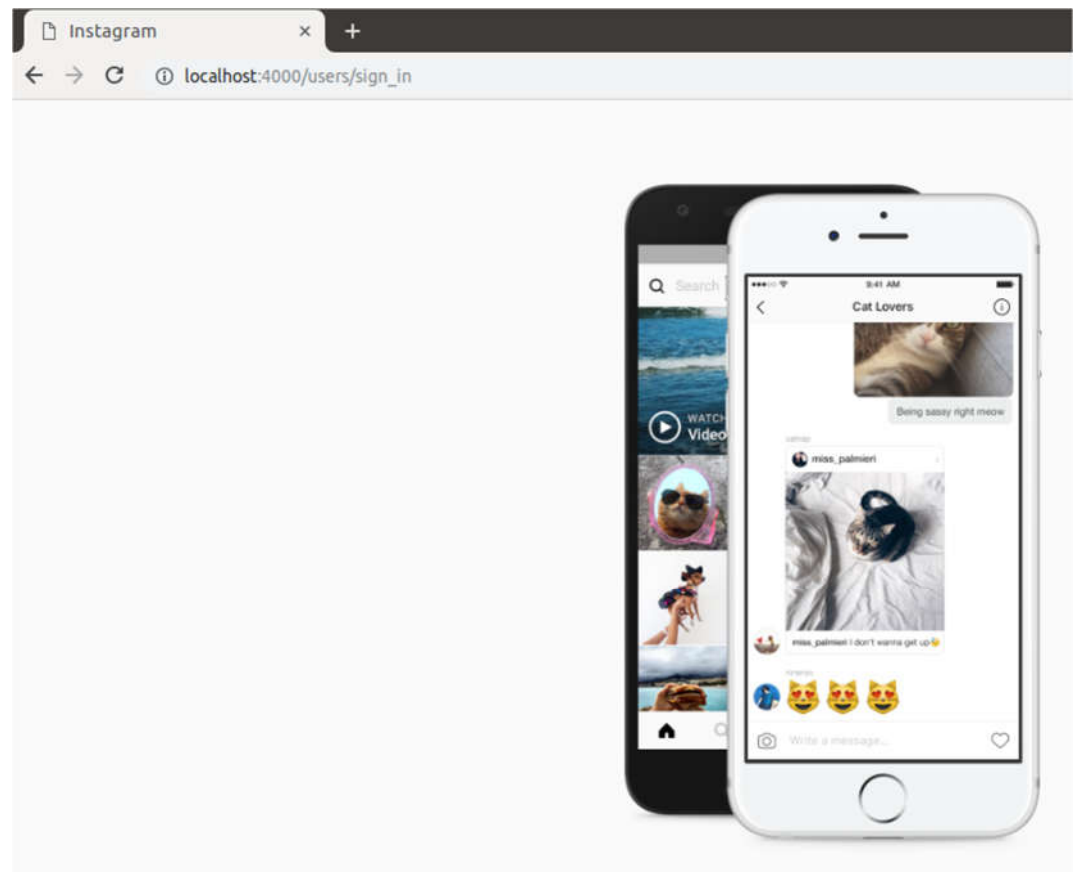 Instagram
localhost:4000/users/sign_in
Search
WATCH
Video
9:41 AM
Cat Lovers
Being sassy right meow
miss_palmieri
miss_palmieri I don't wanna get up
Write a message...